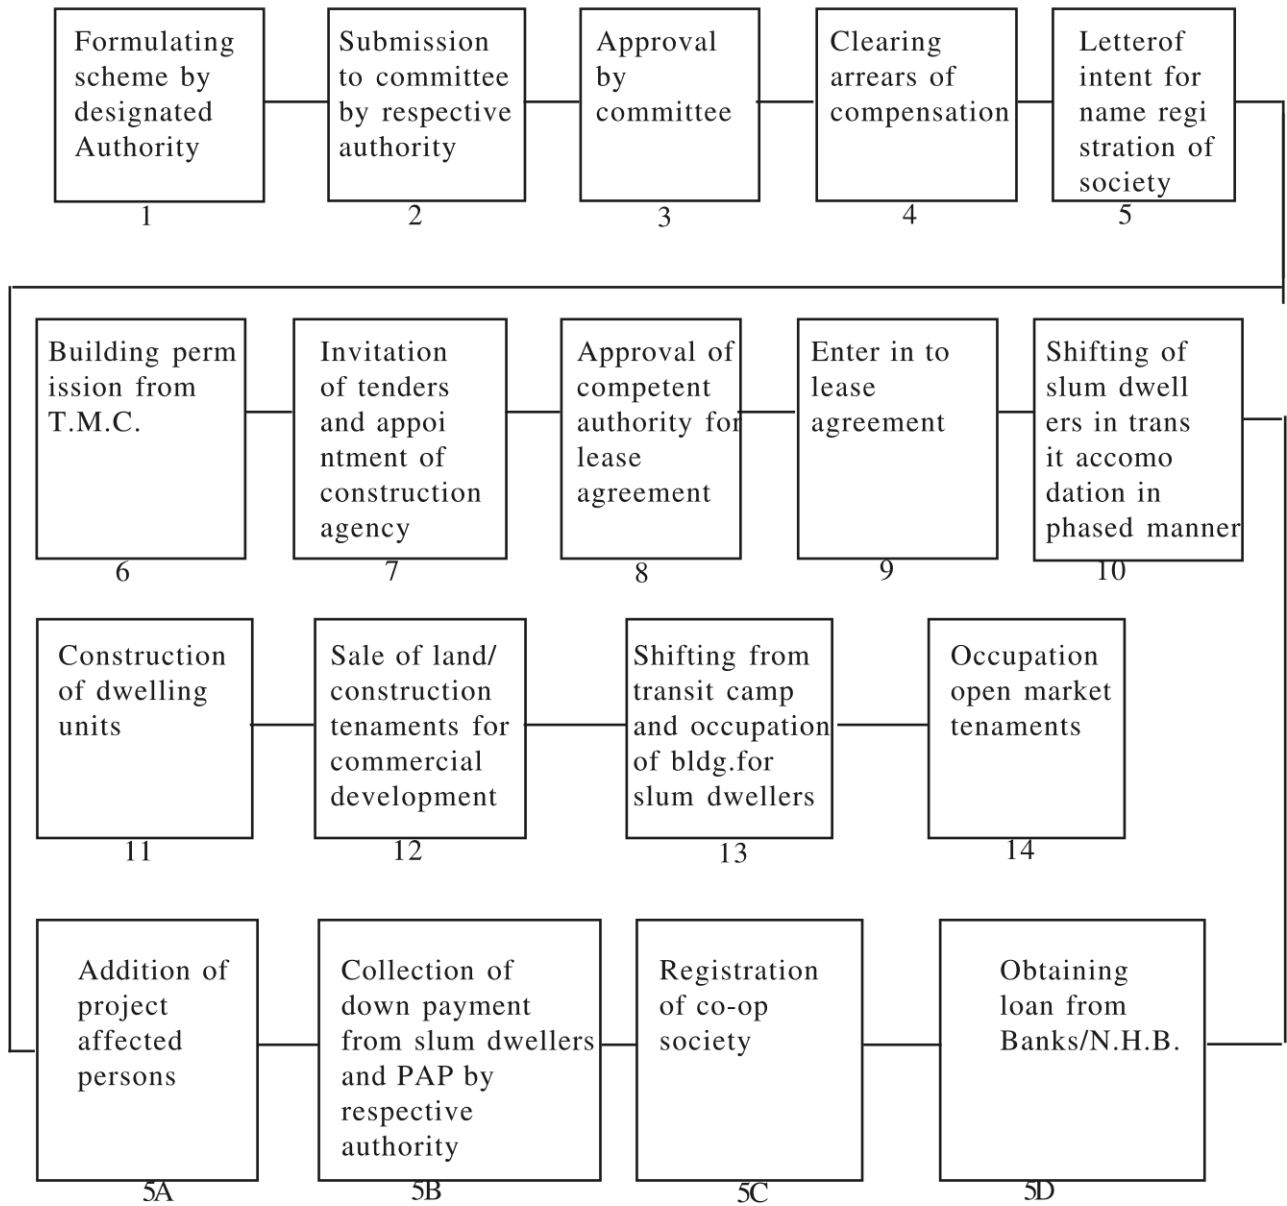 Formulating
scheme by
designated
Authority
1
Submission
to committee
by respective
authority
2
Approval
by
committee
3
Clearing
arrears of
compensation
4
Letterof
intent for
name regi
stration of
society
5
Building perm
ission from
T.M.C.
6
Invitation
of tenders
and appoi
ntment of
construction
agency
7
Approval of
competent
authority for
lease
agreement
8
Enter in to
lease
agreement
9
Shifting of
slum dwell
ers in trans
it accomo
dation in
phased manner
10
Construction
of dwelling
units
11
Sale of land/
construction
tenaments for
commercial
development
12
Shifting from
transit camp
and occupation
of bldg.for
slum dwellers
13
Occupation
open market
tenaments
14
Addition of
project
affected
persons
5A
Collection of
down payment
from slum dwellers
and PAP by
respective
authority
5B
Registration
of co-op
society
5C
Obtaining
loan from
Banks/N.H.B.
5D